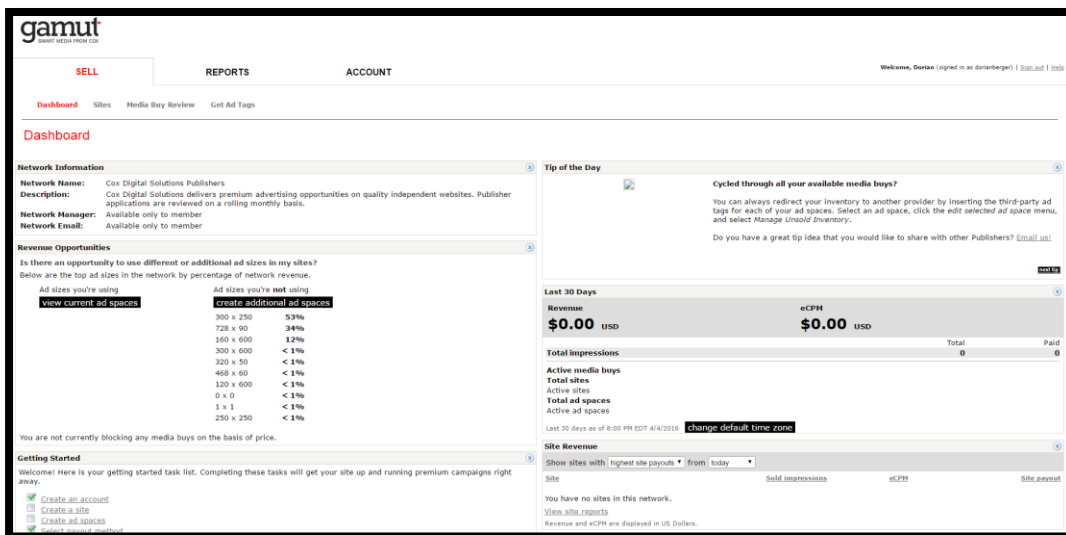 gamut
SMART MEDIA FROM COX
SELL REPORTS ACCOUNT
Welcome, Dorian (signed in as dorianberger) | Sign out | Help
Dashboard Sites Media Buy Review Get Ad Tags
Dashboard
Network Information
Network Name: Cox Digital Solutions Publishers
Description: Cox Digital Solutions delivers premium advertising opportunities on quality independent websites. Publisher
applications are reviewed on a rolling monthly basis.
Network Manager: Available only to member
Network Email: Available only to member
Revenue Opportunities
Is there an opportunity to use different or additional ad sizes in my sites?
Below are the top ad sizes in the network by percentage of network revenue.
Ad sizes you're using Ad sizes you're not using
view current ad spaces create additional ad spaces
300 x 250 53%
728 x 90 34%
160 x 600 12%
300 x 600 < 1%
320 x 50 < 1%
468 x 60 < 1%
120 x 600 < 1%
0 x 0 < 1%
1 x 1 < 1%
250 x 250 < 1%
You are not currently blocking any media buys on the basis of price.
Getting Started
Welcome! Here is your getting started task list. Completing these tasks will get your site up and running premium campaigns right
away.
Create an account
Create a site
Create ad spaces
Select payout method
Tip of the Day
Cycled through all your available media buys?
You can always redirect your inventory to another provider by inserting the third-party ad
tags for each of your ad spaces. Select an ad space, click the edit selected ad space menu,
and select Manage Unsold Inventory.
Do you have a great tip idea that you would like to share with other Publishers? Email us!
next tip
Last 30 Days
Revenue eCPM
$0.00 USD $0.00 USD
Total Paid
Total impressions 0 0
Active media buys
Total sites
Active sites
Total ad spaces
Active ad spaces
Last 30 days as of 8:00 PM EDT 4/4/2016 change default time zone
Site Revenue
Show sites with highest site payouts from today
Site Sold impressions eCPM Site payout
You have no sites in this network.
View site reports
Revenue and eCPM are displayed in US Dollars.